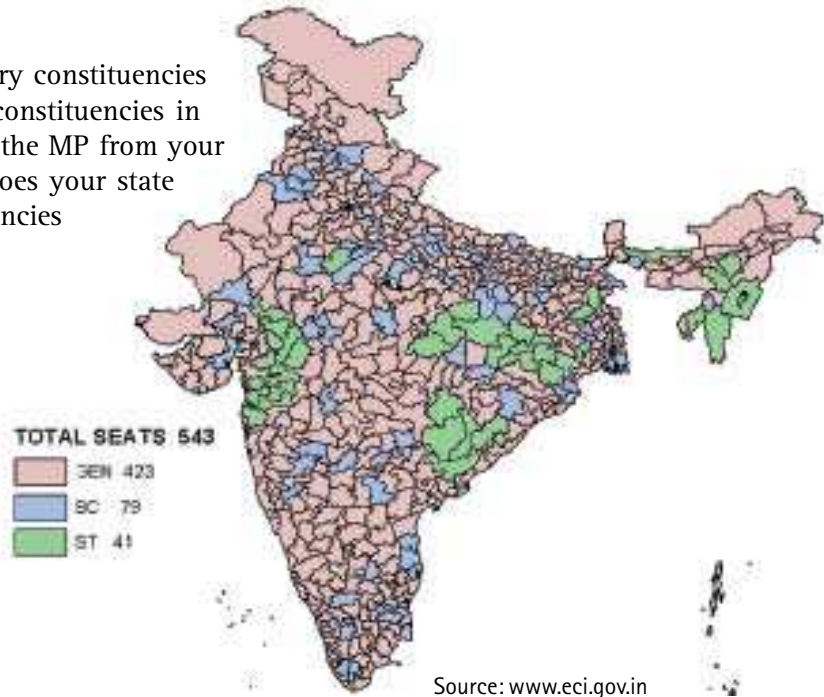 ry constituencies
constituencies in
the MP from your
oes your state
ncies
TOTAL SEATS 543
GEN 423
SC 79
ST 41
Source: www.eci.gov.in